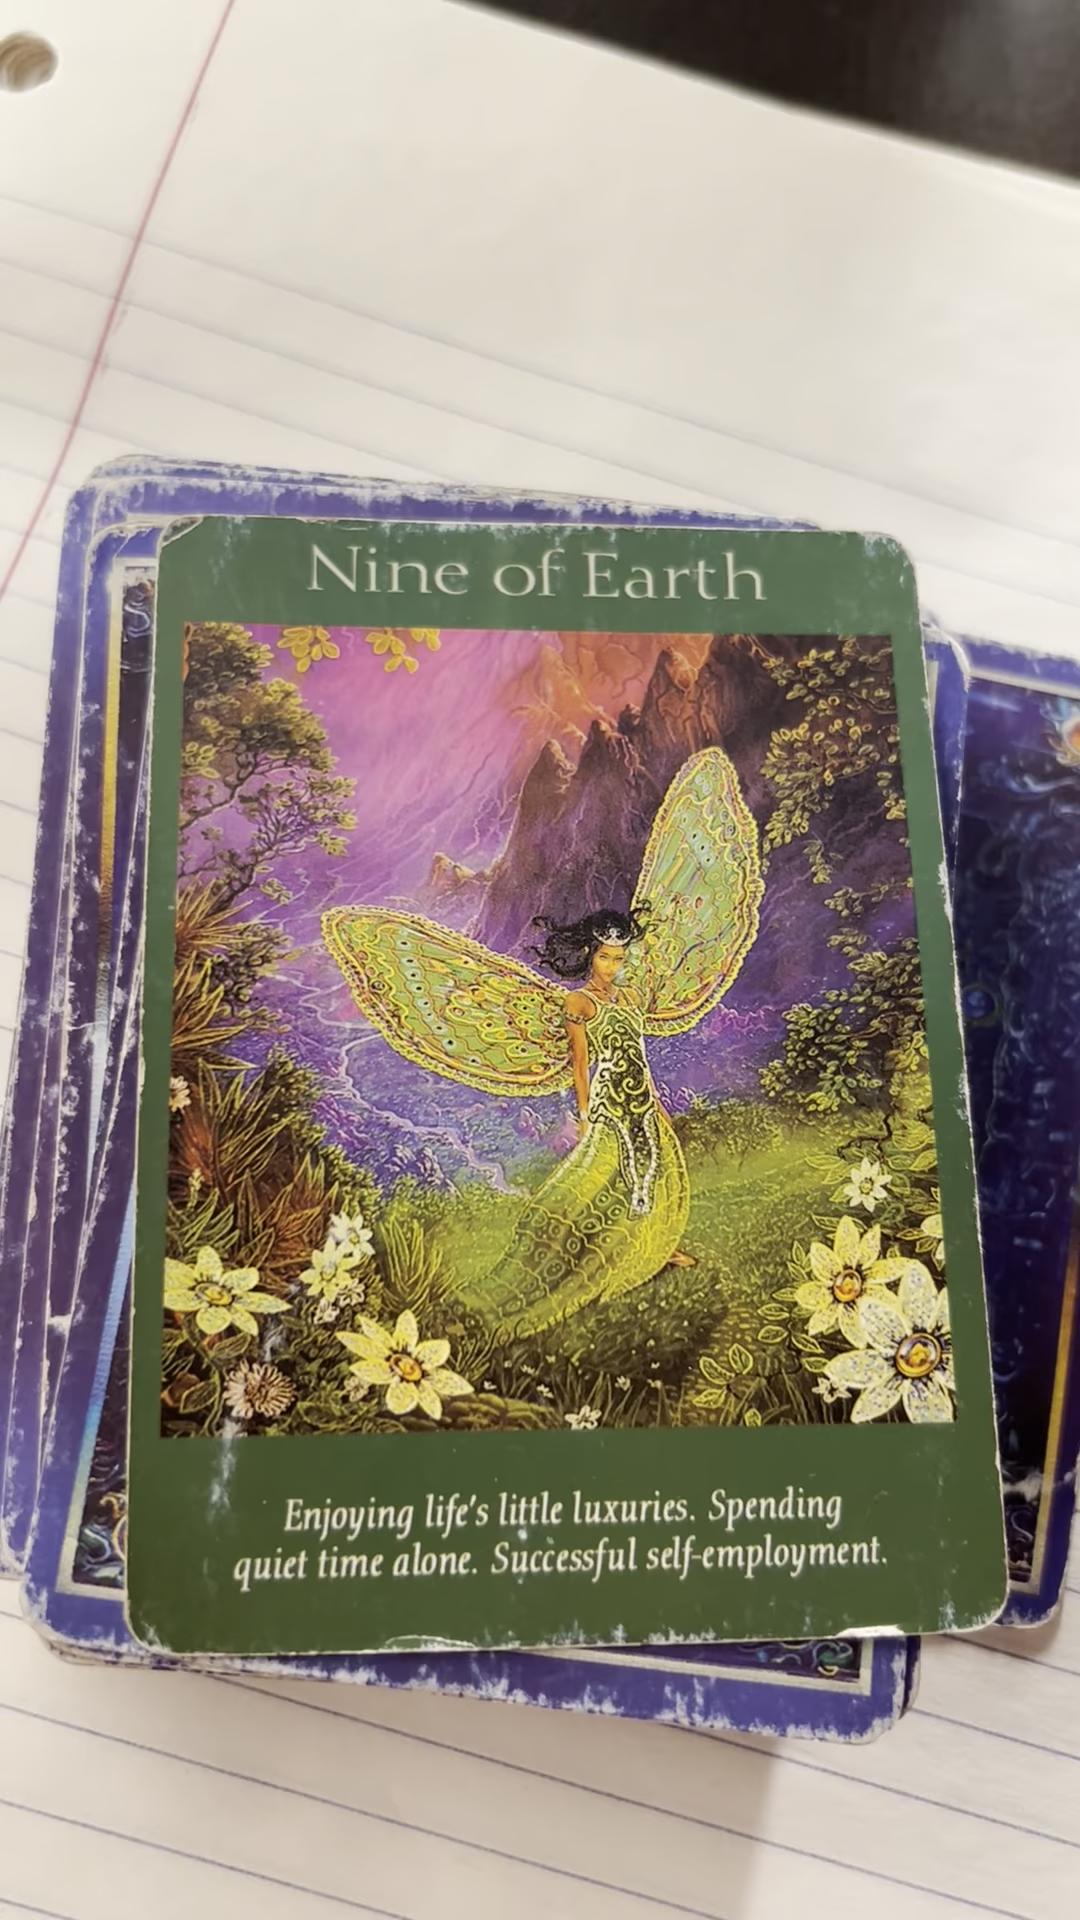 Nine of Earth
Enjoying life's little luxuries. Spending
quiet time alone. Successful self-employment.